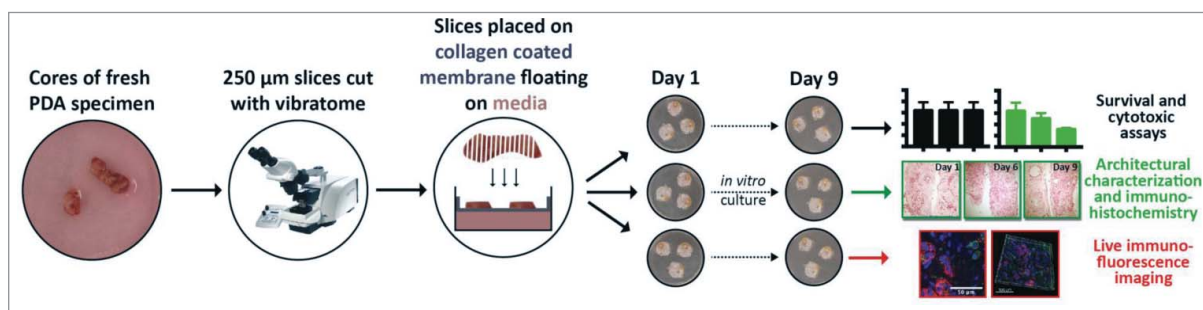 Cores of fresh
PDA specimen
250 µm slices cut
with vibratome
Slices placed on
collagen coated
membrane floating
on media
Day 1
Day 9
in vitro
culture
Survival and
cytotoxic
assays
Day 1
Day 6
Day 9
Architectural
characterization
and immuno-
histochemistry
Live immuno-
fluorescence
imaging
50 µm